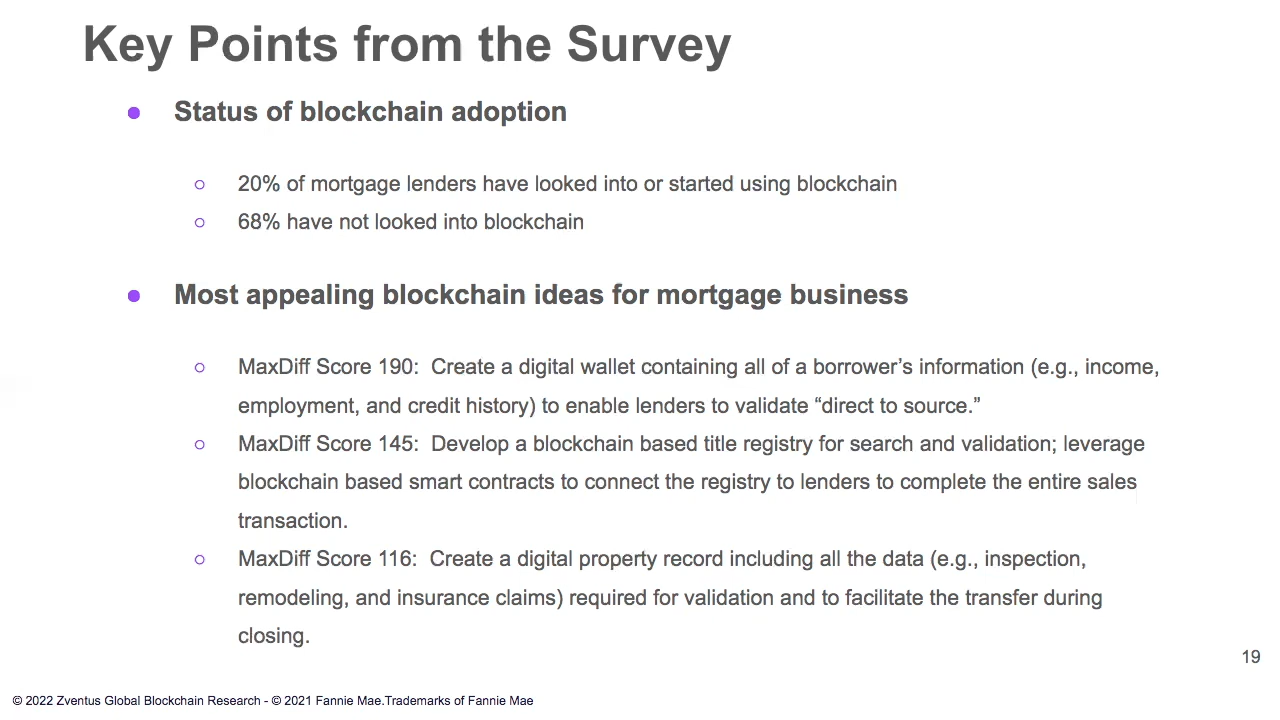 Key Points from the Survey
Status of blockchain adoption
20% of mortgage lenders have looked into or started using blockchain
68% have not looked into blockchain
Most appealing blockchain ideas for mortgage business
MaxDiff Score 190:  Create a digital wallet containing all of a borrower’s information (e.g., income,
employment, and credit history) to enable lenders to validate “direct to source.”
MaxDiff Score 145:  Develop a blockchain based title registry for search and validation; leverage
blockchain based smart contracts to connect the registry to lenders to complete the entire sales
transaction.
MaxDiff Score 116:  Create a digital property record including all the data (e.g., inspection,
remodeling, and insurance claims) required for validation and to facilitate the transfer during
closing.
19
© 2022 Zventus Global Blockchain Research - © 2021 Fannie Mae.Trademarks of Fannie Mae